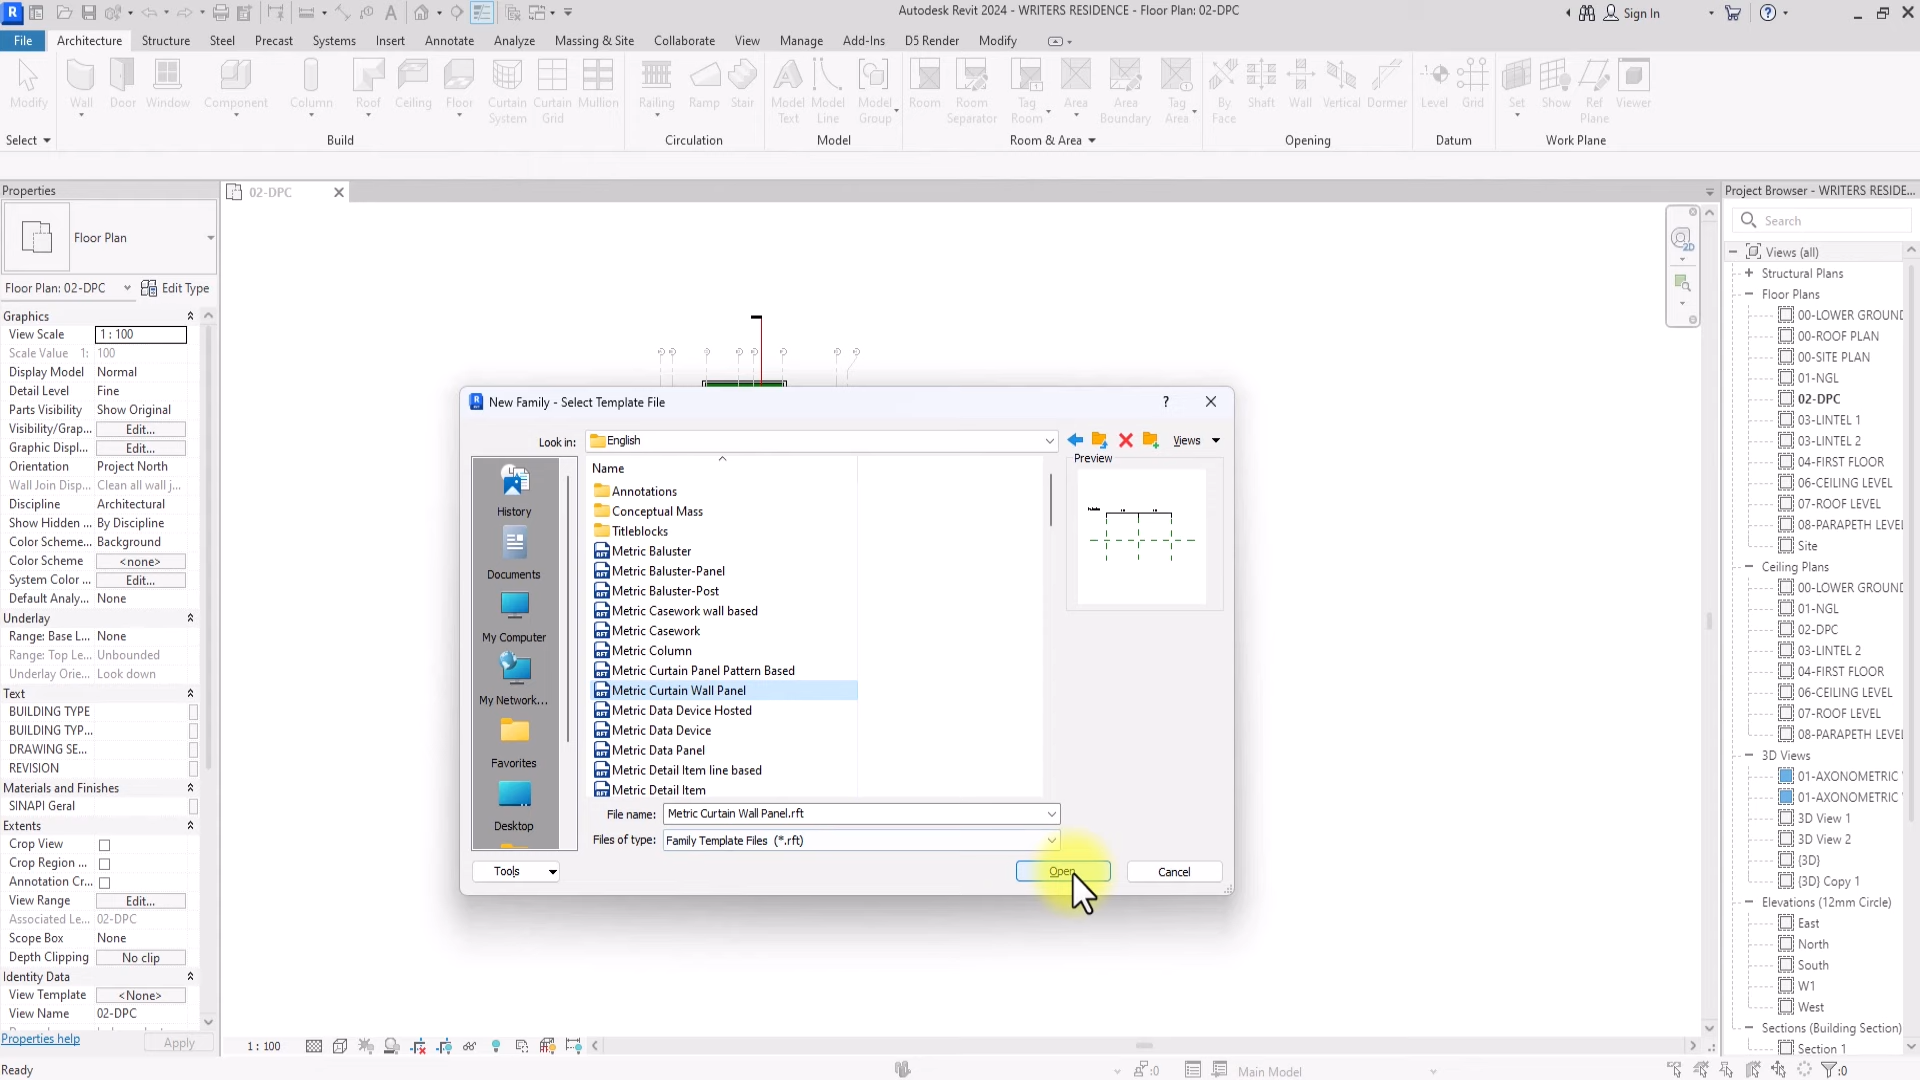 Autodesk Revit 2024 - WRITERS RESIDENCE - Floor Plan: 02-DPC
Sign In
File Architecture Structure Steel Precast Systems Insert Annotate Analyze Massing & Site Collaborate View Manage Add-Ins D5 Render Modify
Modify Wall Door Window Component Column Roof Ceiling Floor Curtain System Curtain Grid Mullion Railing Ramp Stair Model Text Model Line Model Group Room Room Separator Tag Room Area Area Boundary Tag Area By Face Shaft Wall Vertical Dormer Level Grid Set Show Ref Plane Viewer
Select Build Circulation Model Room & Area Opening Datum Work Plane
Properties
Floor Plan
Floor Plan: 02-DPC Edit Type
Graphics
View Scale 1 : 100
Scale Value 1: 100
Display Model Normal
Detail Level Fine
Parts Visibility Show Original
Visibility/Grap... Edit...
Graphic Displ... Edit...
Orientation Project North
Wall Join Disp... Clean all wall j...
Discipline Architectural
Show Hidden ... By Discipline
Color Scheme... Background
Color Scheme <none>
System Color ... Edit...
Default Analy... None
Underlay
Range: Base L... None
Range: Top Le... Unbounded
Underlay Orie... Look down
Text
BUILDING TYPE
BUILDING TYP...
DRAWING SE...
REVISION
Materials and Finishes
SINAPI Geral
Extents
Crop View
Crop Region ...
Annotation Cr...
View Range Edit...
Associated Le... 02-DPC
Scope Box None
Depth Clipping No clip
Identity Data
View Template <None>
View Name 02-DPC
Properties help Apply
Ready
02-DPC
2D
New Family - Select Template File
Look in: English Views
History
Documents
My Computer
My Network...
Favorites
Desktop
Name
Annotations
Conceptual Mass
Titleblocks
Metric Baluster
Metric Baluster-Panel
Metric Baluster-Post
Metric Casework wall based
Metric Casework
Metric Column
Metric Curtain Panel Pattern Based
Metric Curtain Wall Panel
Metric Data Device Hosted
Metric Data Device
Metric Data Panel
Metric Detail Item line based
Metric Detail Item
Preview
File name: Metric Curtain Wall Panel.rft
Files of type: Family Template Files (*.rft)
Tools Open Cancel
1 : 100
:0 Main Model :0
Project Browser - WRITERS RESIDE...
Search
Views (all)
Structural Plans
Floor Plans
00-LOWER GROUND
00-ROOF PLAN
00-SITE PLAN
01-NGL
02-DPC
03-LINTEL 1
03-LINTEL 2
04-FIRST FLOOR
06-CEILING LEVEL
07-ROOF LEVEL
08-PARAPETH LEVEL
Site
Ceiling Plans
00-LOWER GROUND
01-NGL
02-DPC
03-LINTEL 2
04-FIRST FLOOR
06-CEILING LEVEL
07-ROOF LEVEL
08-PARAPETH LEVEL
3D Views
01-AXONOMETRIC
01-AXONOMETRIC
3D View 1
3D View 2
{3D}
{3D} Copy 1
Elevations (12mm Circle)
East
North
South
W1
West
Sections (Building Section)
Section 1